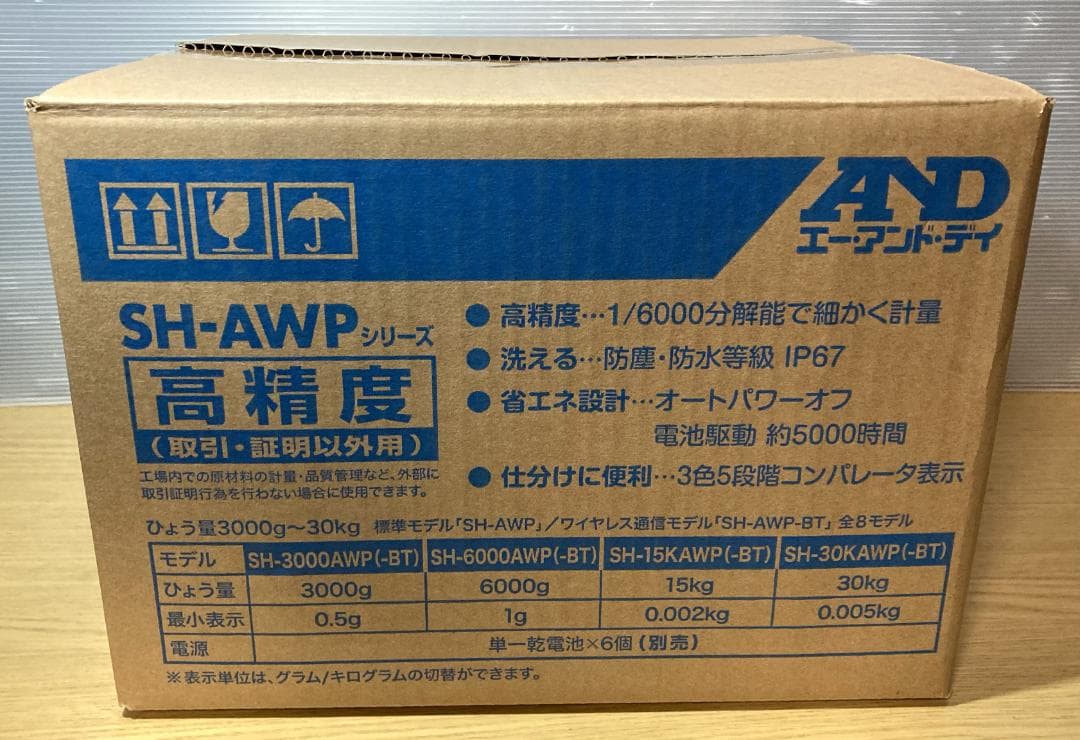 AND
エー・アンド・デイ
SH-AWPシリーズ
高精度
(取引・証明以外用)
工場内での原材料の計量・品質管理など、外部に
取引証明行為を行わない場合に使用できます。
● 高精度…1/6000分解能で細かく計量
● 洗える…防塵・防水等級 IP67
● 省エネ設計…オートパワーオフ
電池駆動 約5000時間
● 仕分けに便利…3色5段階コンパレータ表示
ひょう量3000g~30kg 標準モデル「SH-AWP」/ワイヤレス通信モデル「SH-AWP-BT」 全8モデル
モデル SH-3000AWP(-BT) SH-6000AWP(-BT) SH-15KAWP(-BT) SH-30KAWP(-BT)
ひょう量 3000g 6000g 15kg 30kg
最小表示 0.5g 1g 0.002kg 0.005kg
電源 単一乾電池×6個(別売)
※表示単位は、グラム/キログラムの切替ができます。